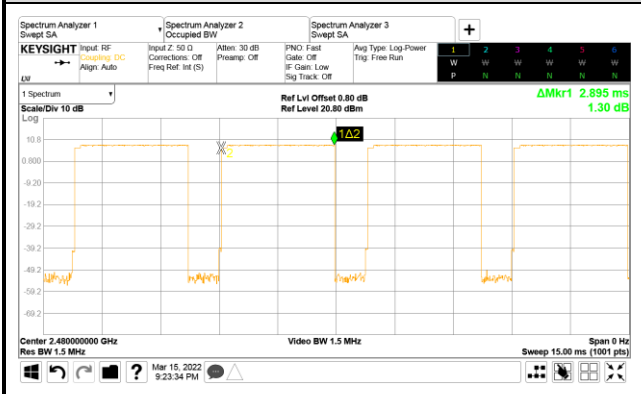 Spectrum Analyzer 1
Swept SA
Spectrum Analyzer 2
Occupied BW
Spectrum Analyzer 3
Swept SA
+
KEYSIGHT
Input: RF
Coupling: DC
Align: Auto
Input Z: 50 Ω
Corrections: Off
Freq Ref: Int (S)
Atten: 30 dB
Preamp: Off
PNO: Fast
Gate: Off
IF Gain: Low
Sig Track: Off
Avg Type: Log-Power
Trig: Free Run
1 2 3 4 5 6
W W W W W W
P N N N N N
1 Spectrum
Scale/Div 10 dB
Log
Ref Lvl Offset 0.80 dB
Ref Level 20.80 dBm
ΔMkr1 2.895 ms
1.30 dB
1Δ2
2
10.8
0.800
-9.20
-19.2
-29.2
-39.2
-49.2
-59.2
-69.2
Center 2.480000000 GHz
Res BW 1.5 MHz
Video BW 1.5 MHz
Span 0 Hz
Sweep 15.00 ms (1001 pts)
?
Mar 15, 2022
9:23:34 PM